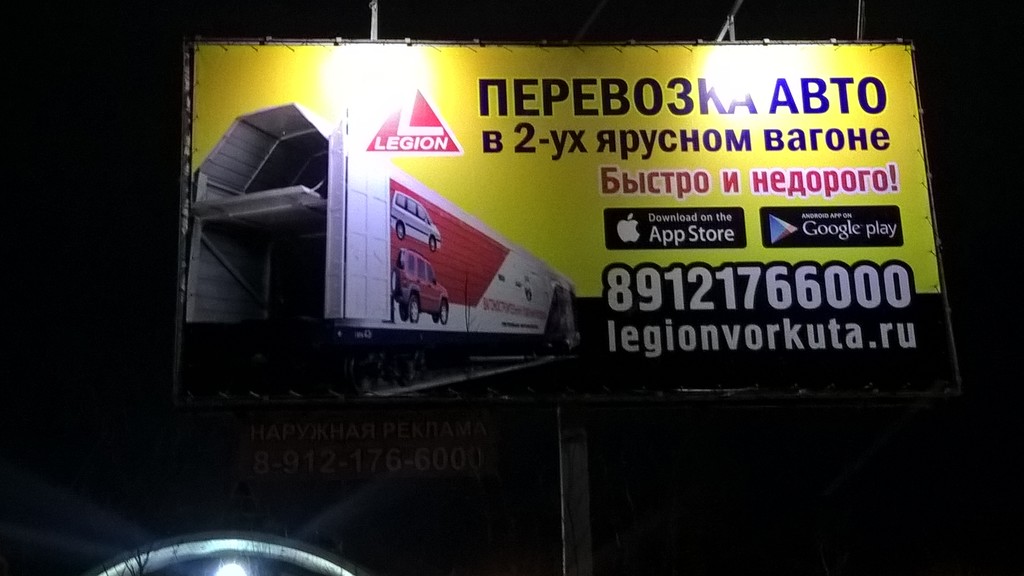 LEGION
ПЕРЕВОЗКА АВТО
в 2-ух ярусном вагоне
Быстро и недорого!
Download on the
App Store
ANDROID APP ON
Google play
89121766000
legionvorkuta.ru
НАРУЖНАЯ РЕКЛАМА
8-912-176-6000